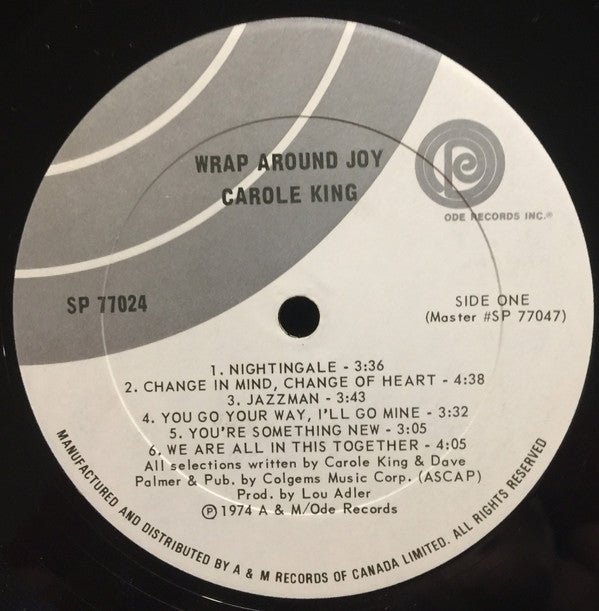 WRAP AROUND JOY
CAROLE KING
ODE RECORDS INC.®
SP 77024
SIDE ONE
(Master #SP 77047)
1. NIGHTINGALE - 3:36
2. CHANGE IN MIND, CHANGE OF HEART - 4:38
3. JAZZMAN - 3:43
4. YOU GO YOUR WAY, I'LL GO MINE - 3:32
5. YOU'RE SOMETHING NEW - 3:05
6. WE ARE ALL IN THIS TOGETHER - 4:05
All selections written by Carole King & Dave
Palmer & Pub. by Colgems Music Corp. (ASCAP)
Prod. by Lou Adler
Ⓟ 1974 A & M/Ode Records
MANUFACTURED AND DISTRIBUTED BY A & M RECORDS OF CANADA LIMITED. ALL RIGHTS RESERVED